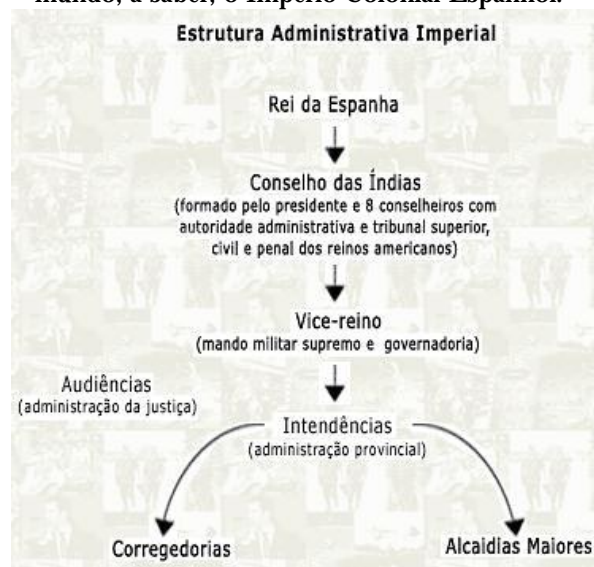 mundo, a saber, o Império Colonial Espanhol.
Estrutura Administrativa Imperial
Rei da Espanha
Conselho das Índias
(formado pelo presidente e 8 conselheiros com
autoridade administrativa e tribunal superior,
civil e penal dos reinos americanos)
Vice-reino
(mando militar supremo e governadoria)
Audiências
(administração da justiça)
Intendências
(administração provincial)
Corregedorias
Alcaidias Maiores